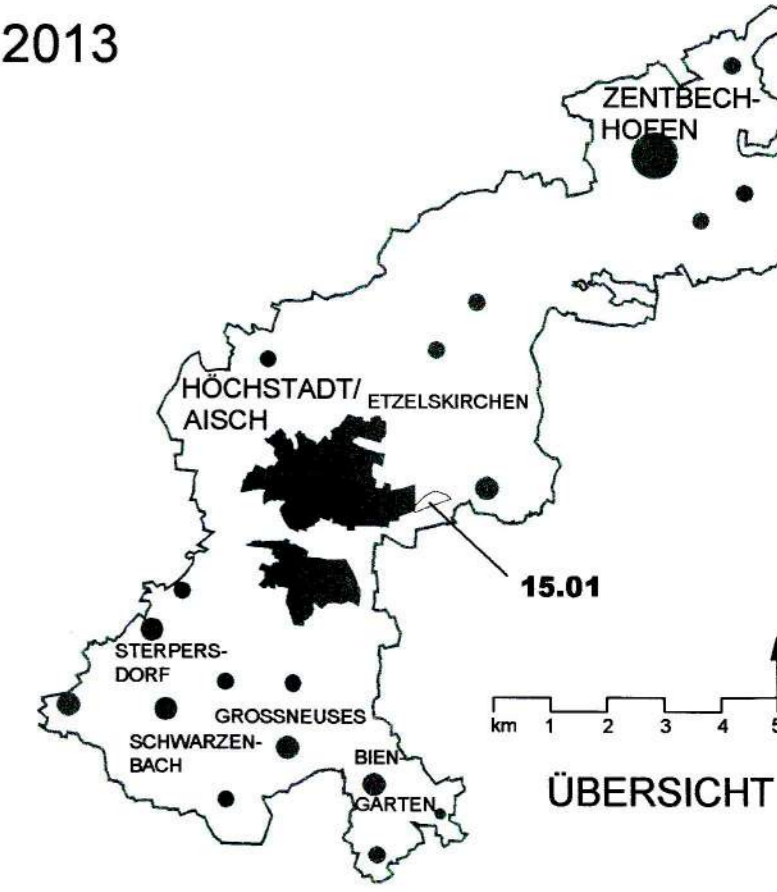 2013
ZENTBECH-
HOFEN
HÖCHSTADT/
AISCH
ETZELSKIRCHEN
15.01
STERPERS-
DORF
GROSSNEUSES
SCHWARZEN-
BACH
BIEN-
GARTEN
km 1 2 3 4 5
ÜBERSICHT